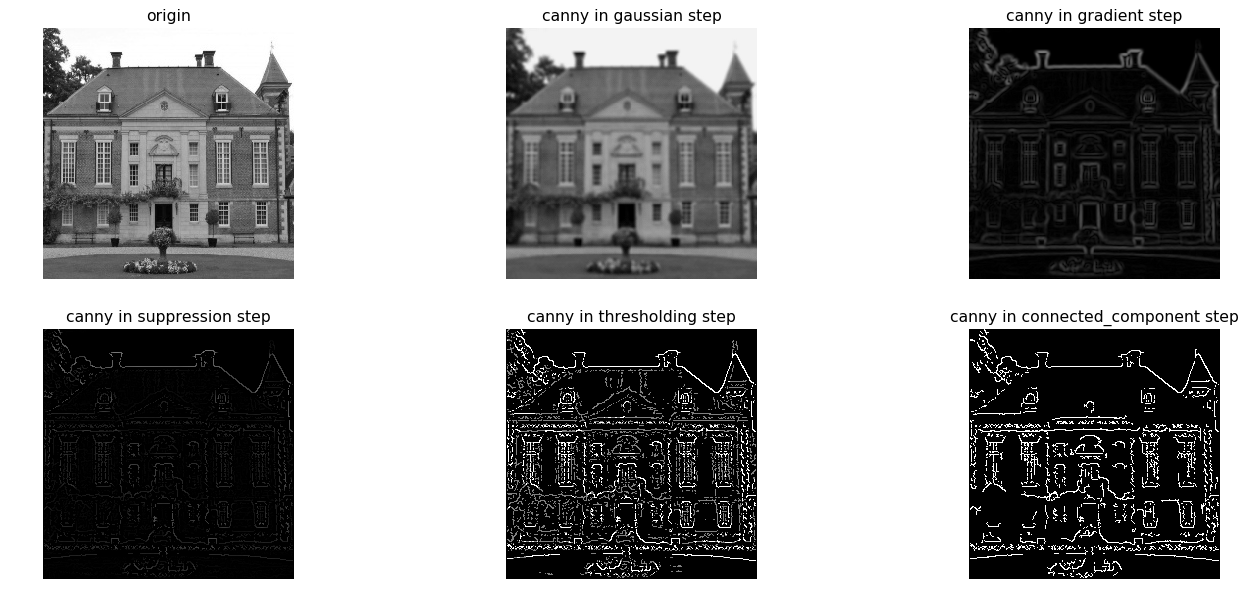 origin
canny in gaussian step
canny in gradient step
canny in suppression step
canny in thresholding step
canny in connected_component step